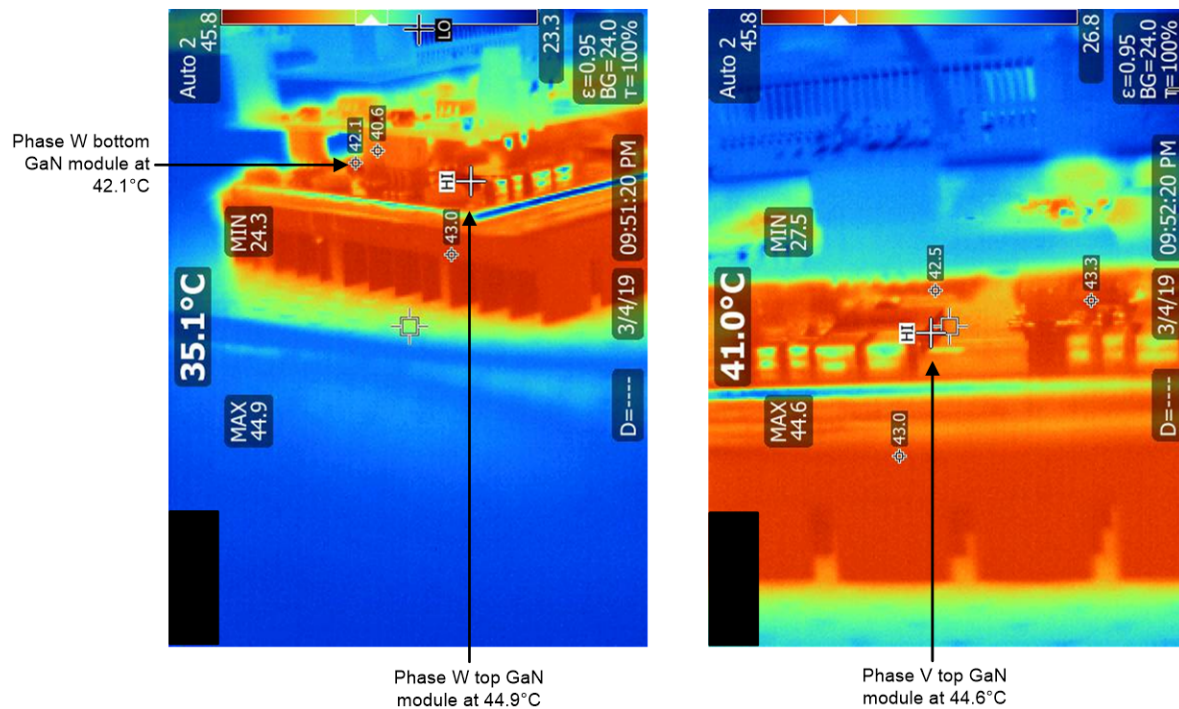 Auto 2
45.8
LO
23.3
ε=0.95
BG=24.0
τ=100%
Phase W bottom
GaN module at
42.1°C
42.1
40.6
HI
43.0
MIN
24.3
09:51:20 PM
35.1°C
3/4/19
MAX
44.9
D=----
Phase W top GaN
module at 44.9°C
Auto 2
45.8
26.8
ε=0.95
BG=24.0
τ=100%
MIN
27.5
09:52:20 PM
42.5
43.3
HI
41.0°C
3/4/19
MAX
44.6
43.0
D=----
Phase V top GaN
module at 44.6°C